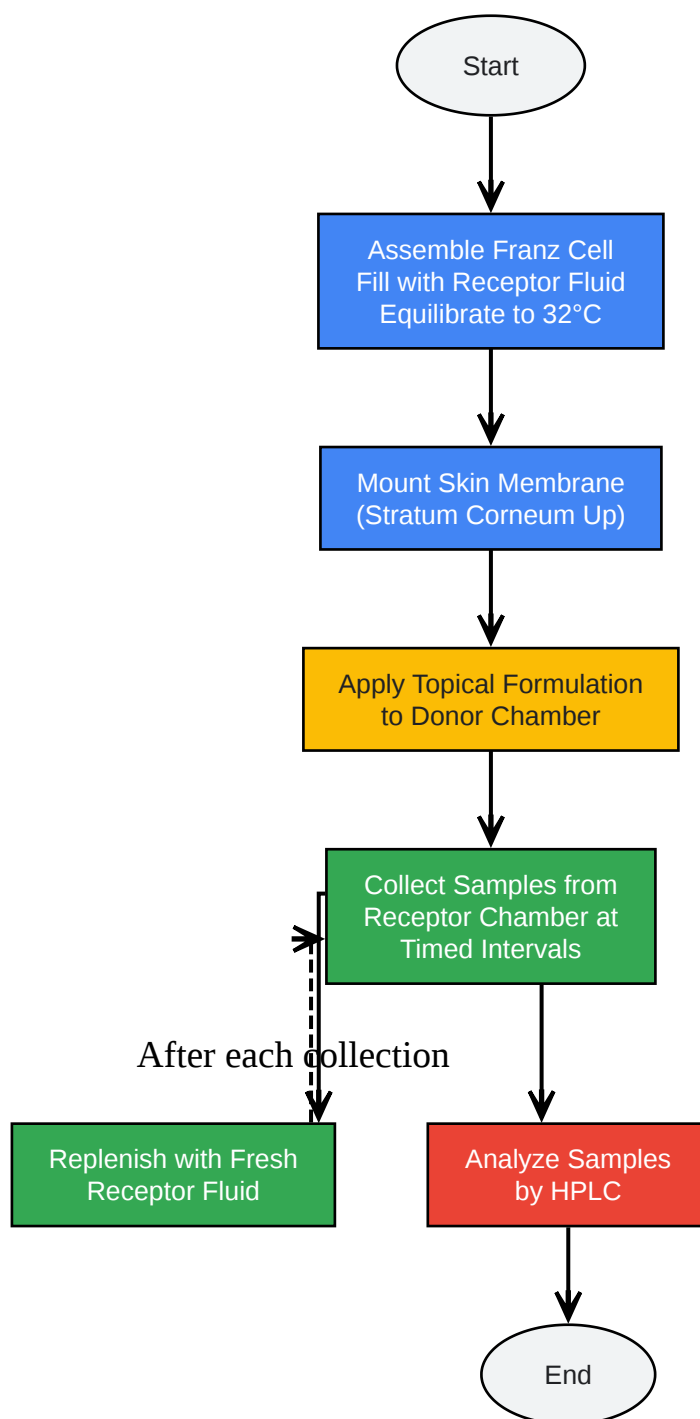 Start
Assemble Franz Cell
Fill with Receptor Fluid
Equilibrate to 32°C
Mount Skin Membrane
(Stratum Corneum Up)
Apply Topical Formulation
to Donor Chamber
Collect Samples from
Receptor Chamber at
Timed Intervals
After each collection
Replenish with Fresh
Receptor Fluid
Analyze Samples
by HPLC
End